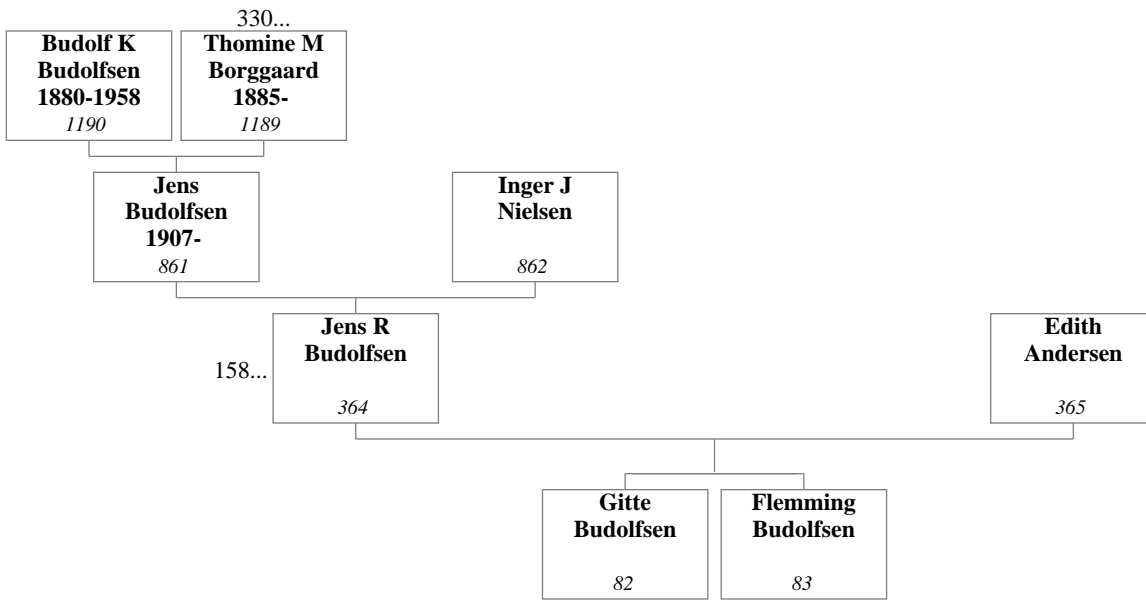 330...
Budolf K
Budolfsen
1880-1958
1190
Thomine M
Borggaard
1885-
1189
Jens
Budolfsen
1907-
861
Inger J
Nielsen
862
158...
Jens R
Budolfsen
364
Edith
Andersen
365
Gitte
Budolfsen
82
Flemming
Budolfsen
83